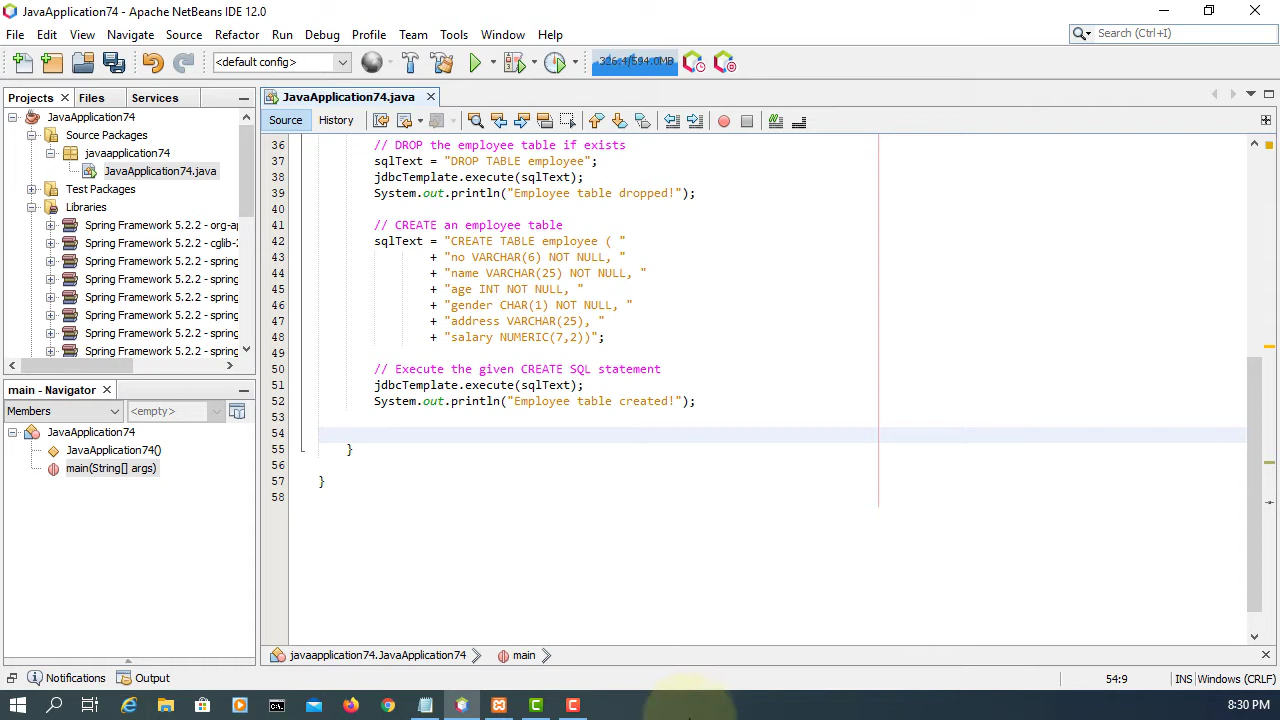 JavaApplication74 - Apache NetBeans IDE 12.0
File Edit View Navigate Source Refactor Run Debug Profile Team Tools Window Help
Search (Ctrl+I)
<default config>
326.4/594.0MB
Projects Files Services
JavaApplication74
Source Packages
javaapplication74
JavaApplication74.java
Test Packages
Libraries
Spring Framework 5.2.2 - org-a
Spring Framework 5.2.2 - cglib-
Spring Framework 5.2.2 - spring
Spring Framework 5.2.2 - spring
Spring Framework 5.2.2 - spring
Spring Framework 5.2.2 - spring
Spring Framework 5.2.2 - spring
Spring Framework 5.2.2 - spring
main - Navigator
Members <empty>
JavaApplication74
JavaApplication74()
main(String[] args)
JavaApplication74.java
Source History
36 // DROP the employee table if exists
37 sqlText = "DROP TABLE employee";
38 jdbcTemplate.execute(sqlText);
39 System.out.println("Employee table dropped!");
40
41 // CREATE an employee table
42 sqlText = "CREATE TABLE employee ( "
43 + "no VARCHAR(6) NOT NULL, "
44 + "name VARCHAR(25) NOT NULL, "
45 + "age INT NOT NULL, "
46 + "gender CHAR(1) NOT NULL, "
47 + "address VARCHAR(25), "
48 + "salary NUMERIC(7,2))";
49
50 // Execute the given CREATE SQL statement
51 jdbcTemplate.execute(sqlText);
52 System.out.println("Employee table created!");
53
54
55 }
56
57 }
58
javaapplication74.JavaApplication74 main
Notifications Output
54:9 INS Windows (CRLF)
8:30 PM